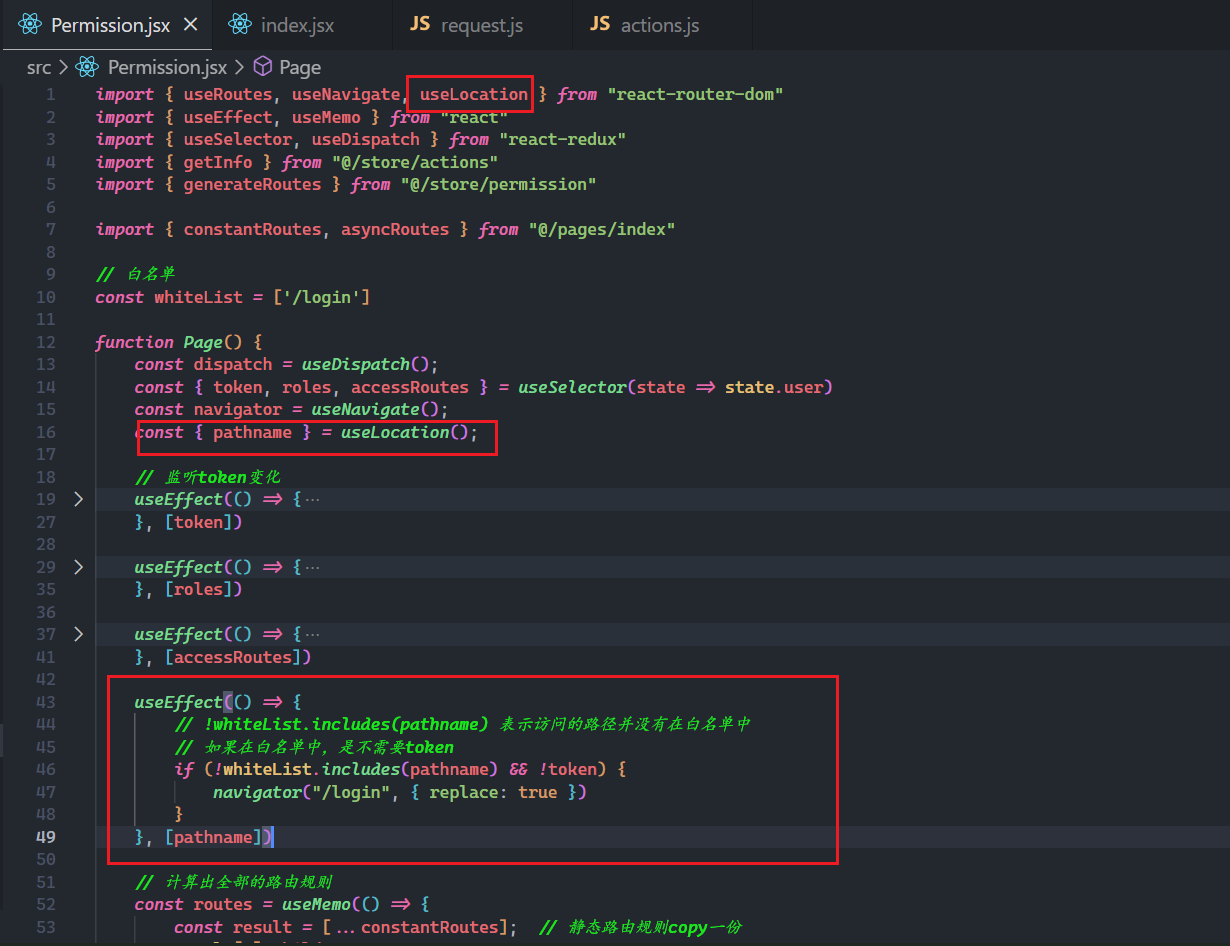 Permission.jsx × index.jsx JS request.js JS actions.js
src > Permission.jsx > Page
1 import { useRoutes, useNavigate, useLocation } from "react-router-dom"
2 import { useEffect, useMemo } from "react"
3 import { useSelector, useDispatch } from "react-redux"
4 import { getInfo } from "@/store/actions"
5 import { generateRoutes } from "@/store/permission"
6
7 import { constantRoutes, asyncRoutes } from "@/pages/index"
8
9 // 白名单
10 const whiteList = ['/login']
11
12 function Page() {
13 const dispatch = useDispatch();
14 const { token, roles, accessRoutes } = useSelector(state => state.user)
15 const navigator = useNavigate();
16 const { pathname } = useLocation();
17
18 // 监听token变化
19 useEffect(() => {···
27 }, [token])
28
29 useEffect(() => {···
35 }, [roles])
36
37 useEffect(() => {···
41 }, [accessRoutes])
42
43 useEffect(() => {
44 // !whiteList.includes(pathname) 表示访问的路径并没有在白名单中
45 // 如果在白名单中，是不需要token
46 if (!whiteList.includes(pathname) && !token) {
47 navigator("/login", { replace: true })
48 }
49 }, [pathname])
50
51 // 计算出全部的路由规则
52 const routes = useMemo(() => {
53 const result = [...constantRoutes]; // 静态路由规则copy一份